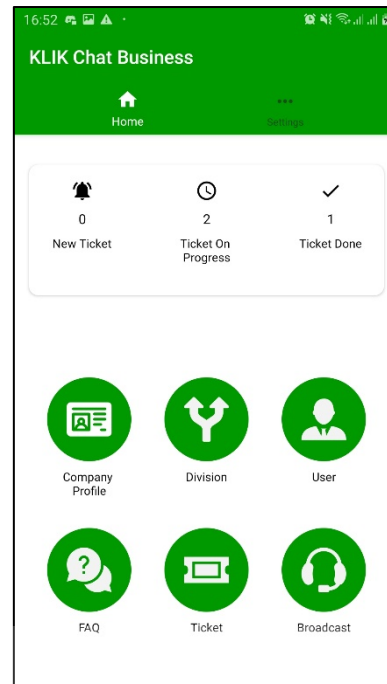 16:52
KLIK Chat Business
Home
Settings
0
2
1
New Ticket
Ticket On
Progress
Ticket Done
Company
Profile
Division
User
?
FAQ
Ticket
Broadcast